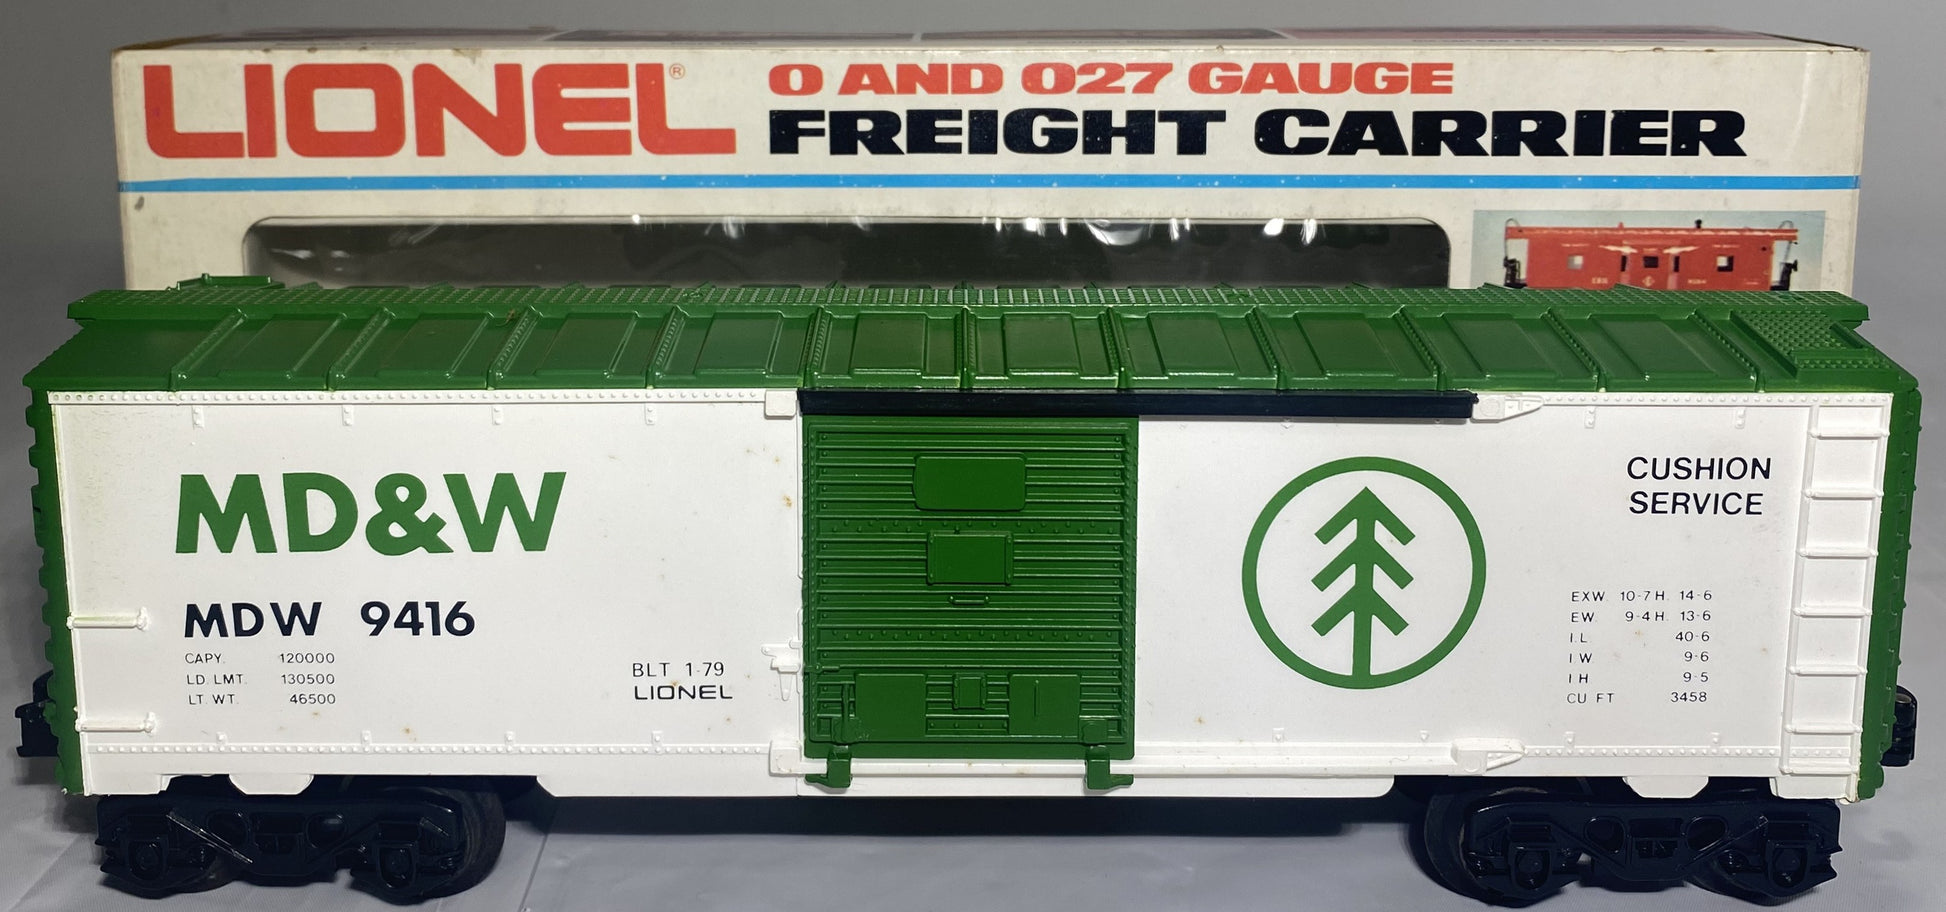 LIONEL®
O AND O27 GAUGE
FREIGHT CARRIER
MD&W
MDW 9416
CAPY. 120000
LD. LMT. 130500
LT. WT. 46500
BLT 1-79
LIONEL
CUSHION
SERVICE
EXW. 10-7 H. 14-6
EW. 9-4 H. 13-6
I L 40-6
I W 9-6
I H 9-5
CU FT 3458